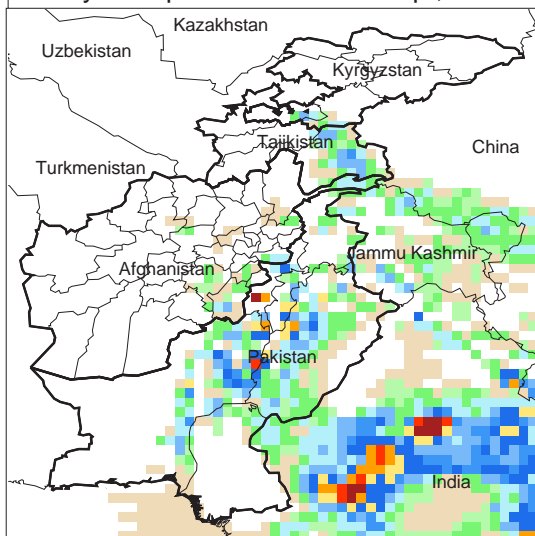 Kazakhstan
Uzbekistan
Kyrgyzstan
Tajikistan
China
Turkmenistan
Jammu Kashmir
Afghanistan
Pakistan
India